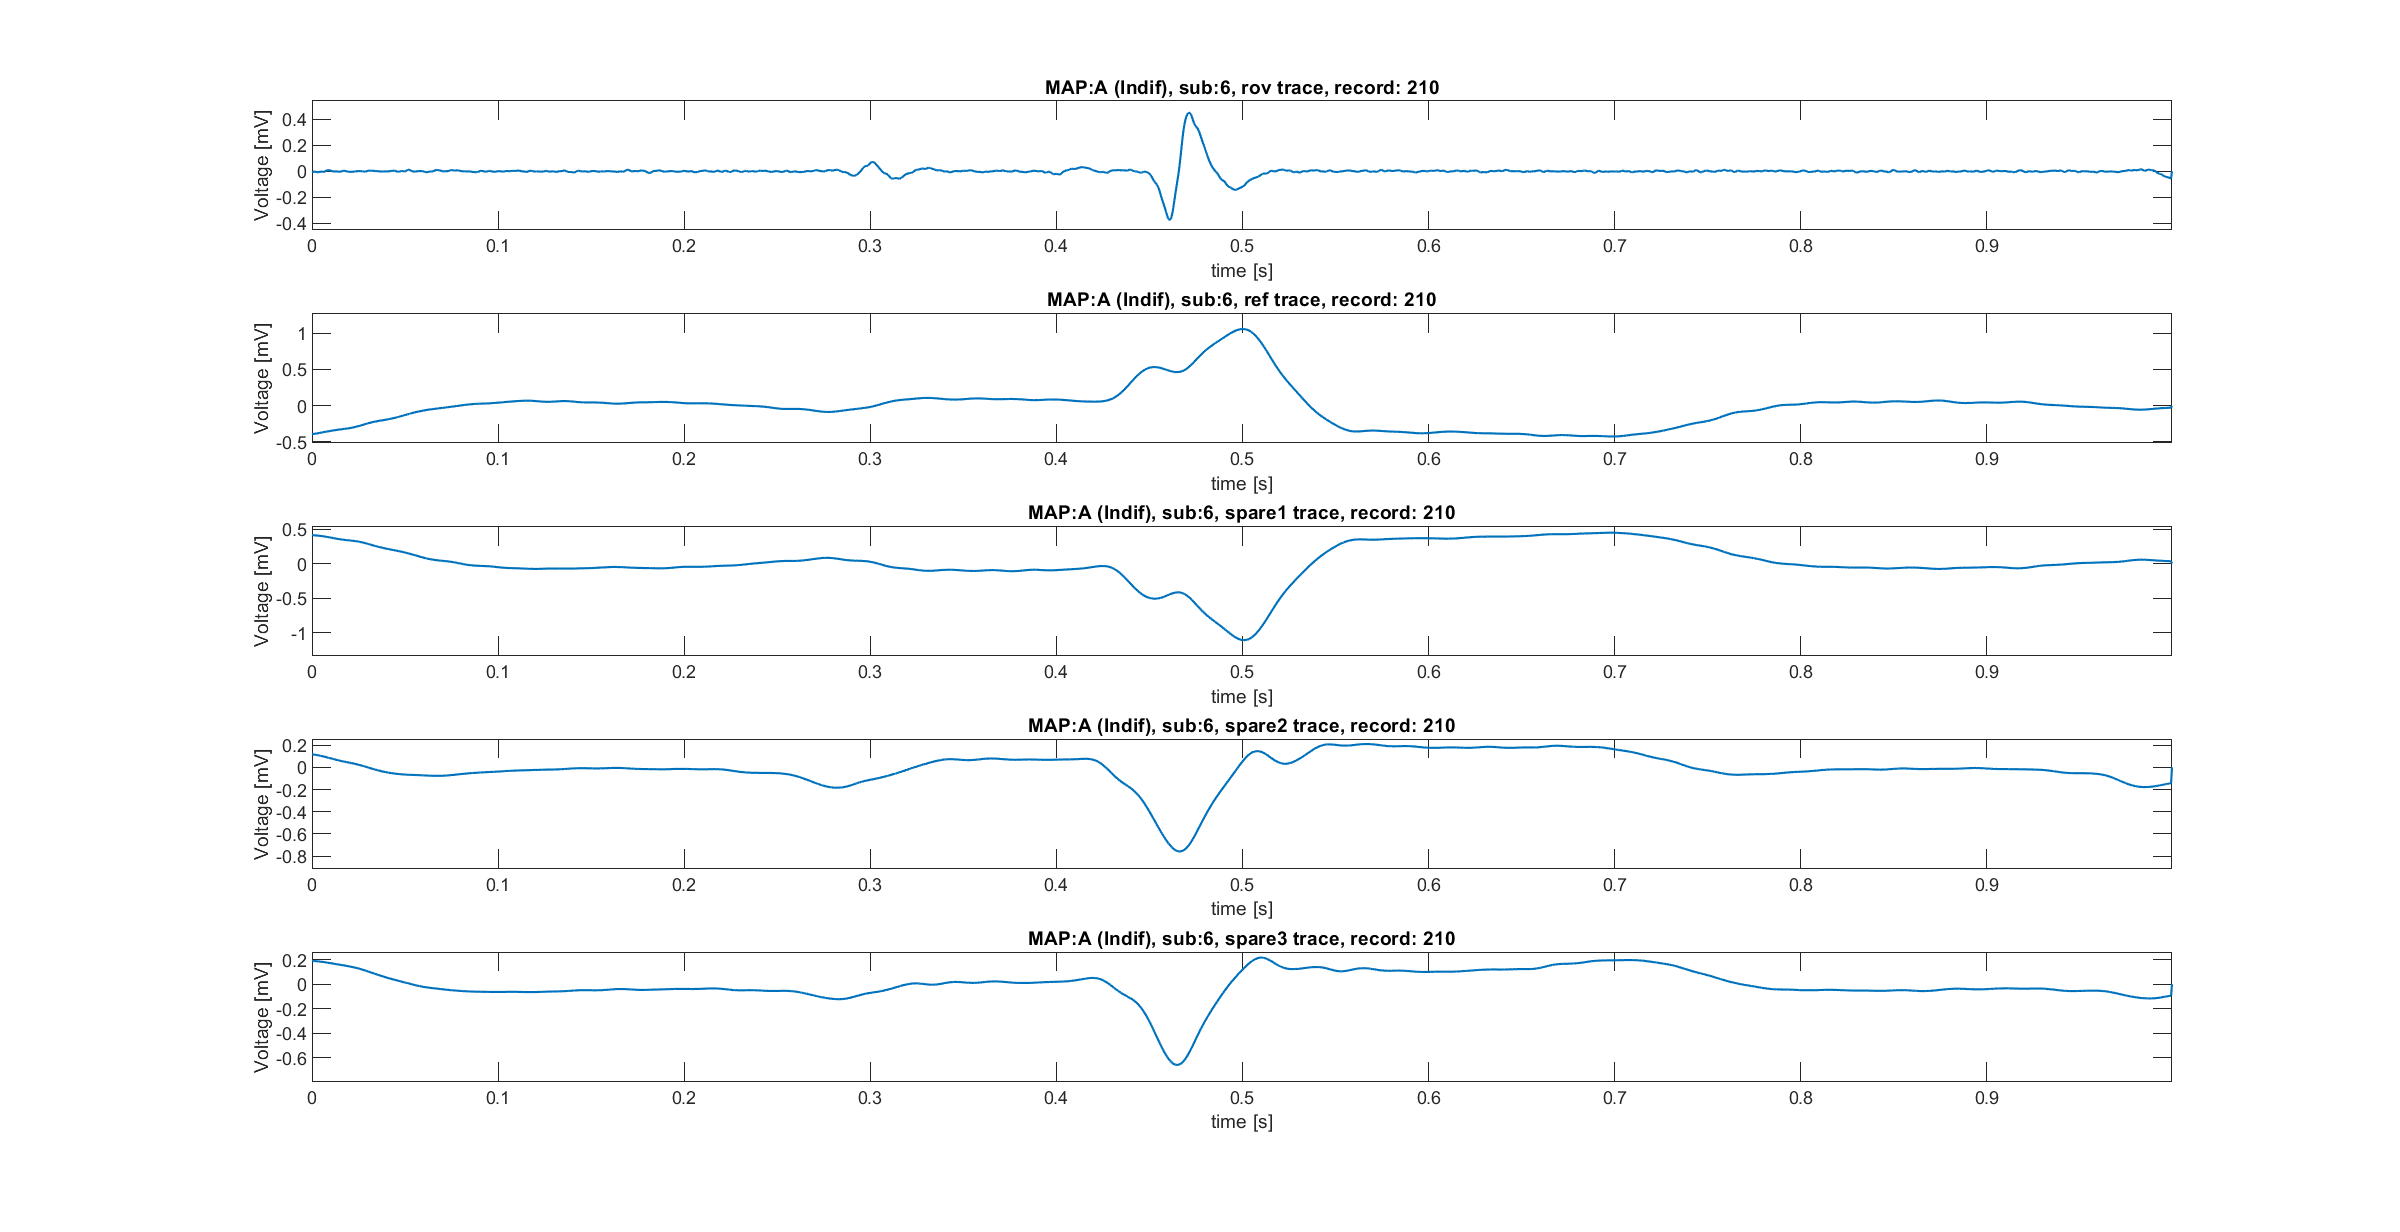 MAP:A (Indif), sub:6, rov trace, record: 210
Voltage [mV]
0.4
0.2
0
-0.2
-0.4
0 0.1 0.2 0.3 0.4 0.5 0.6 0.7 0.8 0.9
time [s]
MAP:A (Indif), sub:6, ref trace, record: 210
Voltage [mV]
1
0.5
0
-0.5
0 0.1 0.2 0.3 0.4 0.5 0.6 0.7 0.8 0.9
time [s]
MAP:A (Indif), sub:6, spare1 trace, record: 210
Voltage [mV]
0.5
0
-0.5
-1
0 0.1 0.2 0.3 0.4 0.5 0.6 0.7 0.8 0.9
time [s]
MAP:A (Indif), sub:6, spare2 trace, record: 210
Voltage [mV]
0.2
0
-0.2
-0.4
-0.6
-0.8
0 0.1 0.2 0.3 0.4 0.5 0.6 0.7 0.8 0.9
time [s]
MAP:A (Indif), sub:6, spare3 trace, record: 210
Voltage [mV]
0.2
0
-0.2
-0.4
-0.6
0 0.1 0.2 0.3 0.4 0.5 0.6 0.7 0.8 0.9
time [s]